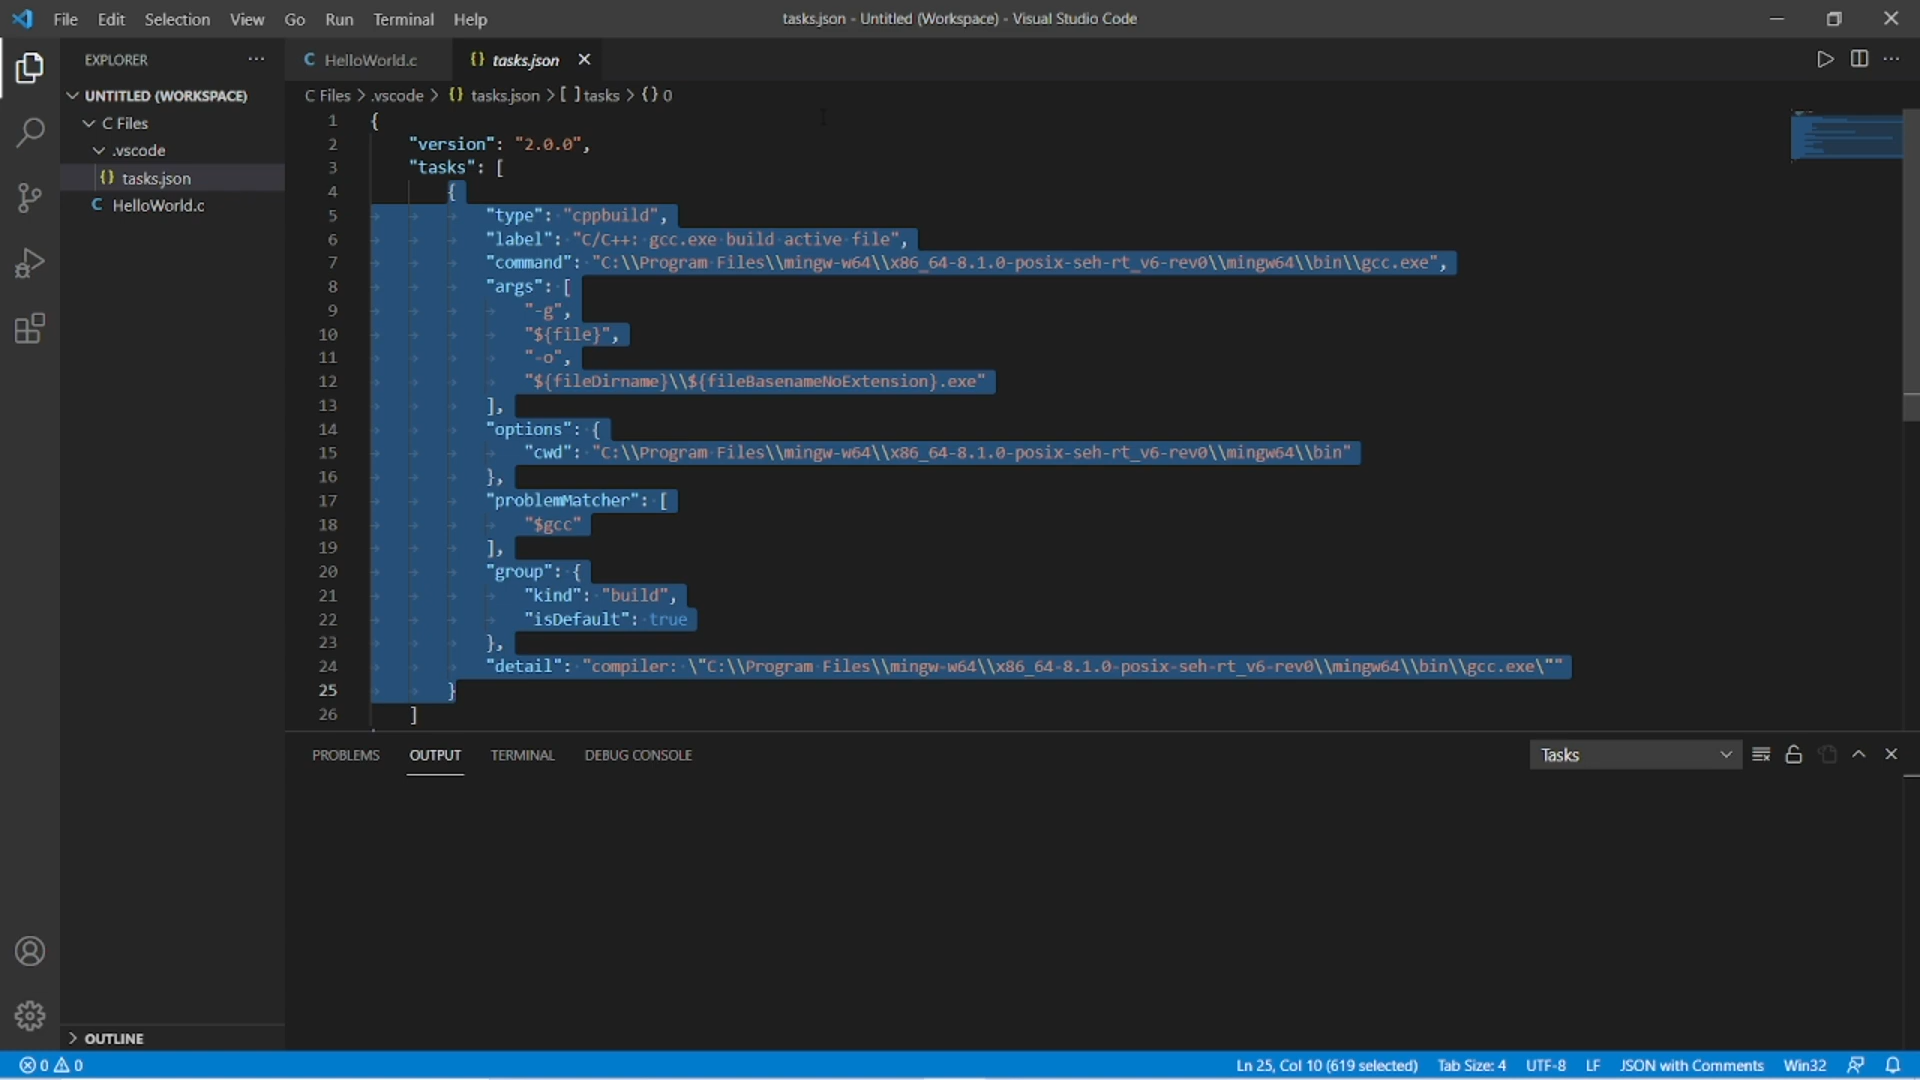 File Edit Selection View Go Run Terminal Help
tasks.json - Untitled (Workspace) - Visual Studio Code
EXPLORER
UNTITLED (WORKSPACE)
C Files
.vscode
{} tasks.json
C HelloWorld.c
OUTLINE
C HelloWorld.c
{} tasks.json
C Files > .vscode > {} tasks.json > [ ] tasks > {} 0
1 {
2 "version": "2.0.0",
3 "tasks": [
4 {
5 "type": "cppbuild",
6 "label": "C/C++: gcc.exe build active file",
7 "command": "C:\\Program Files\\mingw-w64\\x86_64-8.1.0-posix-seh-rt_v6-rev0\\mingw64\\bin\\gcc.exe",
8 "args": [
9 "-g",
10 "${file}",
11 "-o",
12 "${fileDirname}\\${fileBasenameNoExtension}.exe"
13 ],
14 "options": {
15 "cwd": "C:\\Program Files\\mingw-w64\\x86_64-8.1.0-posix-seh-rt_v6-rev0\\mingw64\\bin"
16 },
17 "problemMatcher": [
18 "$gcc"
19 ],
20 "group": {
21 "kind": "build",
22 "isDefault": true
23 },
24 "detail": "compiler: \"C:\\Program Files\\mingw-w64\\x86_64-8.1.0-posix-seh-rt_v6-rev0\\mingw64\\bin\\gcc.exe\""
25 }
26 ]
PROBLEMS OUTPUT TERMINAL DEBUG CONSOLE
Tasks
0 0
Ln 25, Col 10 (619 selected) Tab Size: 4 UTF-8 LF JSON with Comments Win32